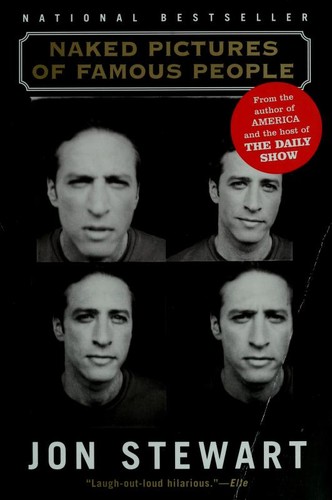 NATIONAL BESTSELLER
NAKED PICTURES
OF FAMOUS PEOPLE
From the
author of
AMERICA
and the host of
THE DAILY
SHOW
JON STEWART
"Laugh-out-loud hilarious."—Elle